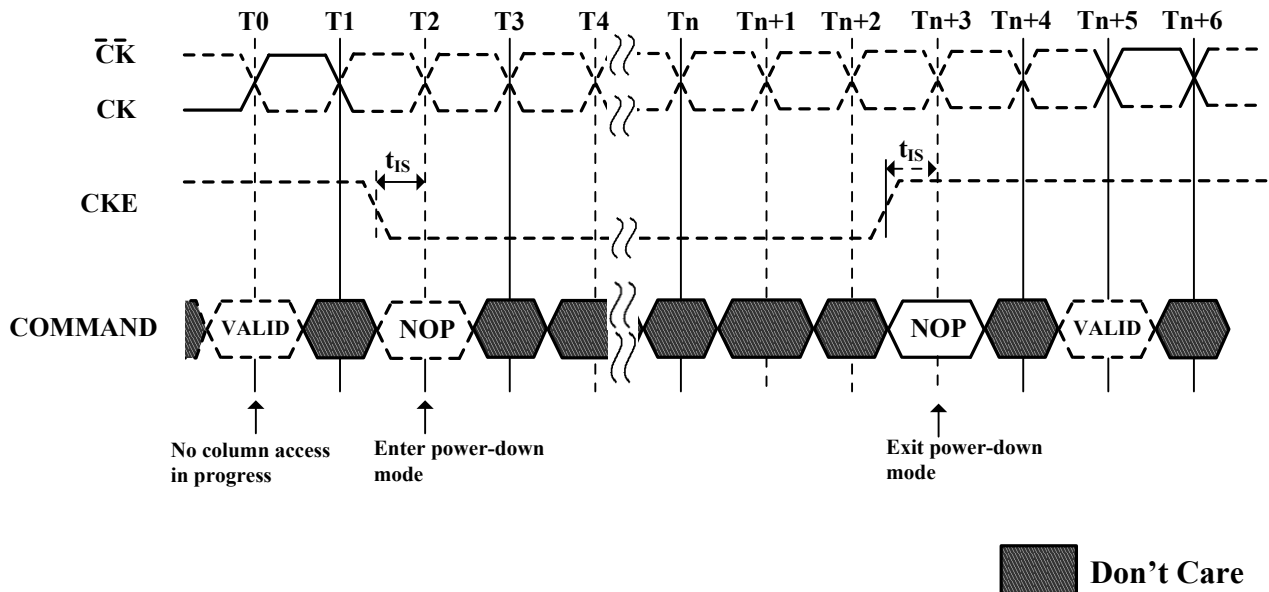 T0 T1 T2 T3 T4 Tn Tn+1 Tn+2 Tn+3 Tn+4 Tn+5 Tn+6
CK
CK
tIS tIS
CKE
COMMAND VALID NOP NOP VALID
No column access
in progress
Enter power-down
mode
Exit power-down
mode
Don't Care